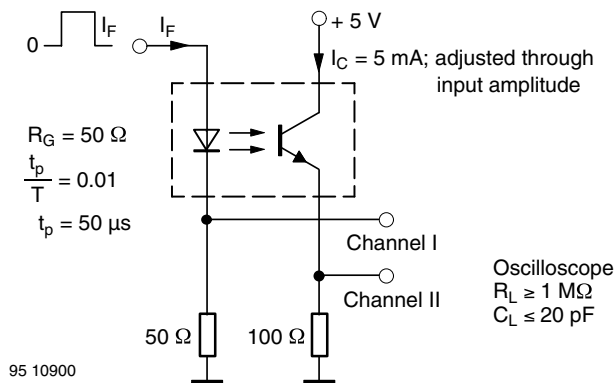 0
I_F
I_F
+ 5 V
I_C = 5 mA; adjusted through
input amplitude
R_G = 50 Ω
t_p
T
= 0.01
t_p = 50 µs
Channel I
Channel II
50 Ω
100 Ω
Oscilloscope
R_L ≥ 1 MΩ
C_L ≤ 20 pF
95 10900